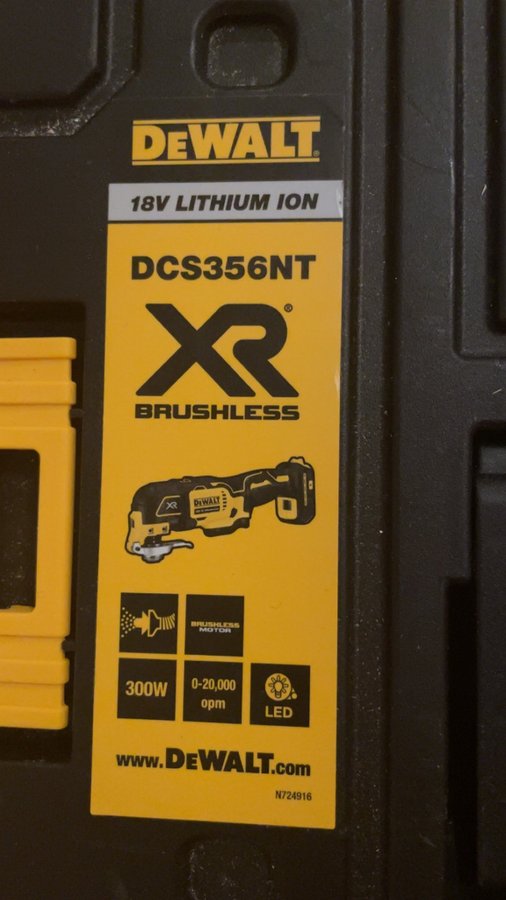 DEWALT®
18V LITHIUM ION
DCS356NT
XR®
BRUSHLESS
XR
DEWALT
BRUSHLESS
MOTOR
300W
0-20,000
opm
LED
www.DEWALT.com
N724916